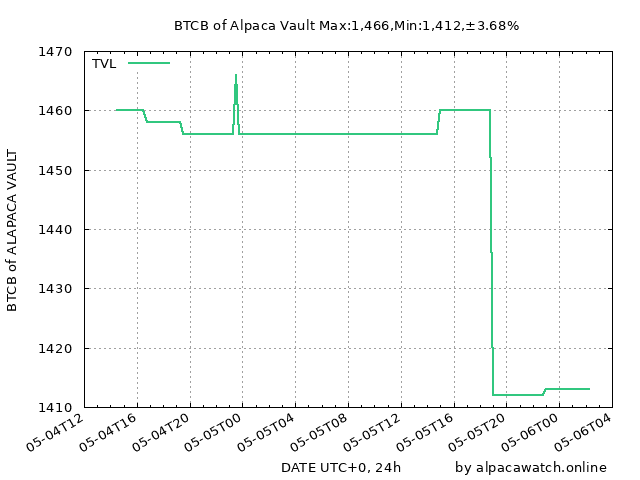 BTCB of Alpaca Vault Max:1,466,Min:1,412,±3.68%
TVL
BTCB of ALAPACA VAULT
1470
1460
1450
1440
1430
1420
1410
05-04T12
05-04T16
05-04T20
05-05T00
05-05T04
05-05T08
05-05T12
05-05T16
05-05T20
05-06T00
05-06T04
DATE UTC+0, 24h
by alpacawatch.online